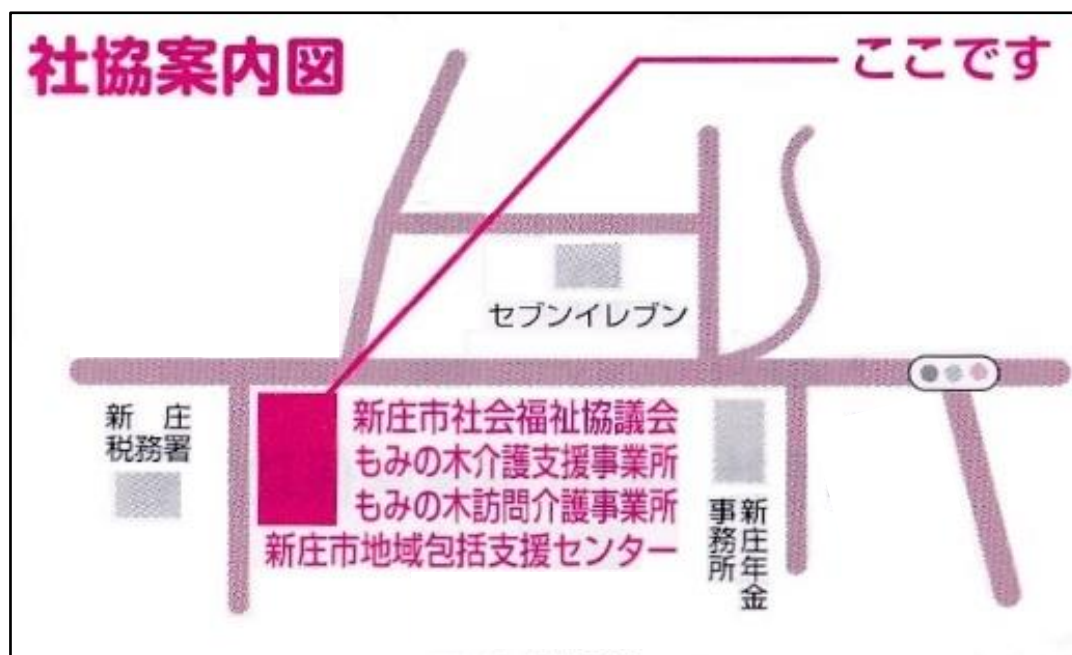 社協案内図
ここです
セブンイレブン
新庄
税務署
新庄市社会福祉協議会
もみの木介護支援事業所
もみの木訪問介護事業所
新庄市地域包括支援センター
新庄年金
事務所